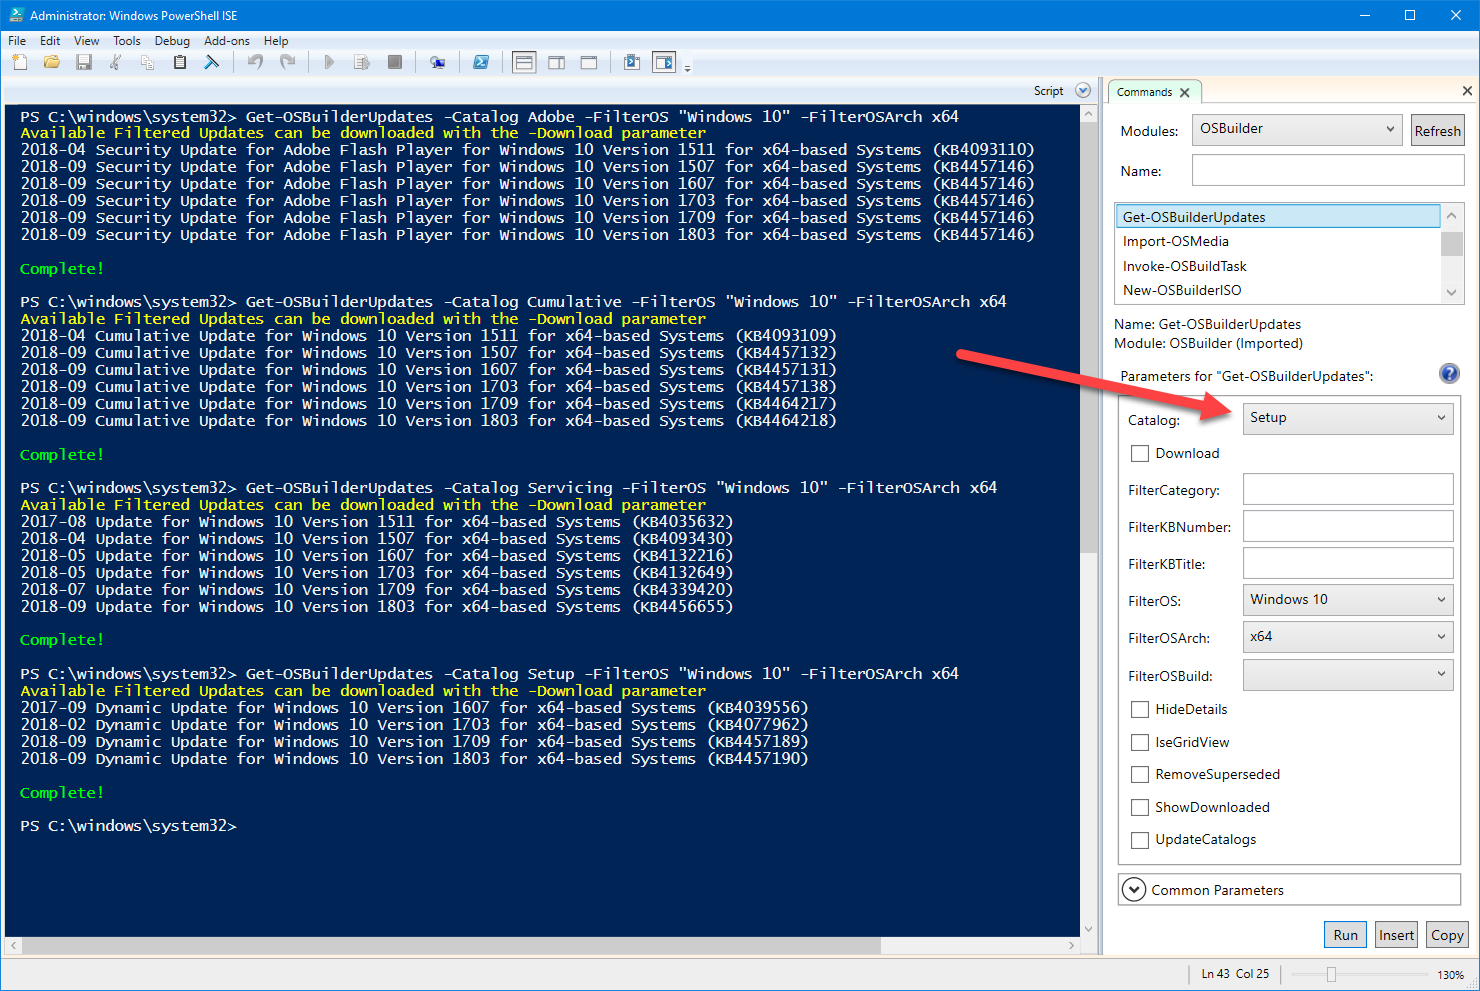 Administrator: Windows PowerShell ISE
File Edit View Tools Debug Add-ons Help
Script
PS C:\windows\system32> Get-OSBuilderUpdates -Catalog Adobe -FilterOS "Windows 10" -FilterOSArch x64
Available Filtered Updates can be downloaded with the -Download parameter
2018-04 Security Update for Adobe Flash Player for Windows 10 Version 1511 for x64-based Systems (KB4093110)
2018-09 Security Update for Adobe Flash Player for Windows 10 Version 1507 for x64-based Systems (KB4457146)
2018-09 Security Update for Adobe Flash Player for Windows 10 Version 1607 for x64-based Systems (KB4457146)
2018-09 Security Update for Adobe Flash Player for Windows 10 Version 1703 for x64-based Systems (KB4457146)
2018-09 Security Update for Adobe Flash Player for Windows 10 Version 1709 for x64-based Systems (KB4457146)
2018-09 Security Update for Adobe Flash Player for Windows 10 Version 1803 for x64-based Systems (KB4457146)
Complete!
PS C:\windows\system32> Get-OSBuilderUpdates -Catalog Cumulative -FilterOS "Windows 10" -FilterOSArch x64
Available Filtered Updates can be downloaded with the -Download parameter
2018-04 Cumulative Update for Windows 10 Version 1511 for x64-based Systems (KB4093109)
2018-09 Cumulative Update for Windows 10 Version 1507 for x64-based Systems (KB4457132)
2018-09 Cumulative Update for Windows 10 Version 1607 for x64-based Systems (KB4457131)
2018-09 Cumulative Update for Windows 10 Version 1703 for x64-based Systems (KB4457138)
2018-09 Cumulative Update for Windows 10 Version 1709 for x64-based Systems (KB4464217)
2018-09 Cumulative Update for Windows 10 Version 1803 for x64-based Systems (KB4464218)
Complete!
PS C:\windows\system32> Get-OSBuilderUpdates -Catalog Servicing -FilterOS "Windows 10" -FilterOSArch x64
Available Filtered Updates can be downloaded with the -Download parameter
2017-08 Update for Windows 10 Version 1511 for x64-based Systems (KB4035632)
2018-04 Update for Windows 10 Version 1507 for x64-based Systems (KB4093430)
2018-05 Update for Windows 10 Version 1607 for x64-based Systems (KB4132216)
2018-05 Update for Windows 10 Version 1703 for x64-based Systems (KB4132649)
2018-07 Update for Windows 10 Version 1709 for x64-based Systems (KB4339420)
2018-09 Update for Windows 10 Version 1803 for x64-based Systems (KB4456655)
Complete!
PS C:\windows\system32> Get-OSBuilderUpdates -Catalog Setup -FilterOS "Windows 10" -FilterOSArch x64
Available Filtered Updates can be downloaded with the -Download parameter
2017-09 Dynamic Update for Windows 10 Version 1607 for x64-based Systems (KB4039556)
2018-02 Dynamic Update for Windows 10 Version 1703 for x64-based Systems (KB4077962)
2018-09 Dynamic Update for Windows 10 Version 1709 for x64-based Systems (KB4457189)
2018-09 Dynamic Update for Windows 10 Version 1803 for x64-based Systems (KB4457190)
Complete!
PS C:\windows\system32>
Commands
Modules: OSBuilder Refresh
Name:
Get-OSBuilderUpdates
Import-OSMedia
Invoke-OSBuildTask
New-OSBuilderISO
Name: Get-OSBuilderUpdates
Module: OSBuilder (Imported)
Parameters for "Get-OSBuilderUpdates": ?
Catalog: Setup
Download
FilterCategory:
FilterKBNumber:
FilterKBTitle:
FilterOS: Windows 10
FilterOSArch: x64
FilterOSBuild:
HideDetails
IseGridView
RemoveSuperseded
ShowDownloaded
UpdateCatalogs
Common Parameters
Run Insert Copy
Ln 43 Col 25 130%